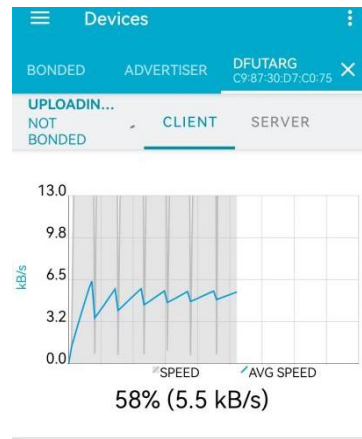 Devices
BONDED ADVERTISER DFUTARG
C9:87:30:D7:C0:75
UPLOADIN...
NOT
BONDED
CLIENT SERVER
13.0
9.8
6.5
3.2
0.0
kB/s
SPEED AVG SPEED
58% (5.5 kB/s)